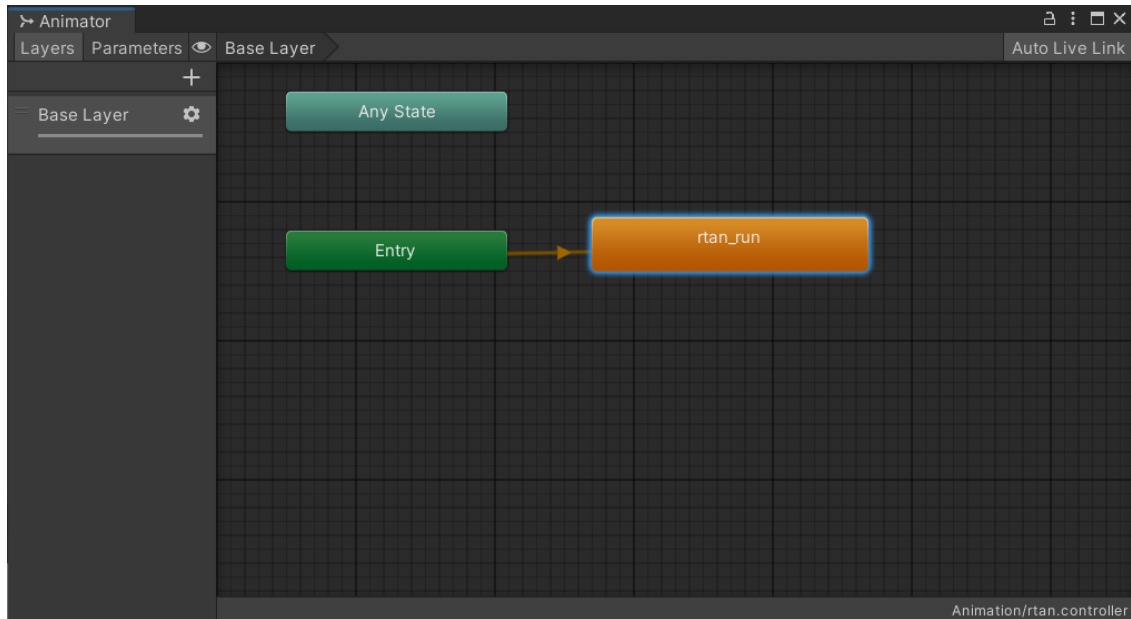 Animator
Layers Parameters Base Layer Auto Live Link
Base Layer
Any State
rtan_run
Entry
Animation/rtan.controller